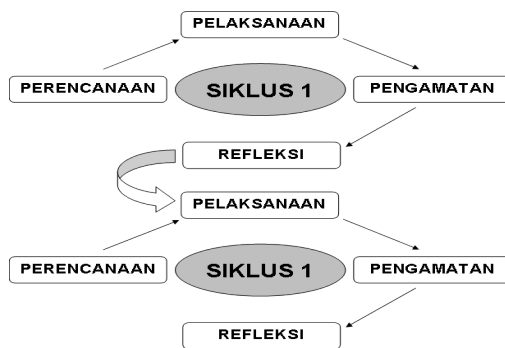 PELAKSANAAN
PERENCANAAN
SIKLUS 1
PENGAMATAN
REFLEKSI
PELAKSANAAN
PERENCANAAN
SIKLUS 1
PENGAMATAN
REFLEKSI